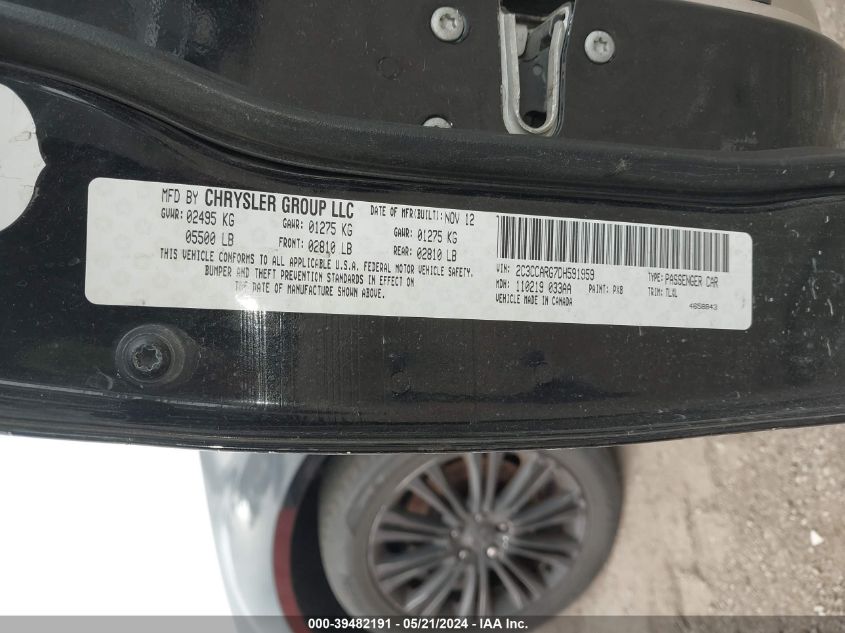 MFD BY CHRYSLER GROUP LLC DATE OF MFR(BUILT): NOV 12
GVWR: 02495 KG GAWR: 01275 KG GAWR: 01275 KG
05500 LB FRONT: 02810 LB REAR: 02810 LB
THIS VEHICLE CONFORMS TO ALL APPLICABLE U.S.A. FEDERAL MOTOR VEHICLE SAFETY,
BUMPER AND THEFT PREVENTION STANDARDS IN EFFECT ON
THE DATE OF MANUFACTURE SHOWN ABOVE.
VIN: 2C3CCARG7DH591959 TYPE: PASSENGER CAR
MDH: 110219 033AA PAINT: PX8 TRIM: TLXL
VEHICLE MADE IN CANADA 4658843
000-39482191 - 05/21/2024 - IAA Inc.